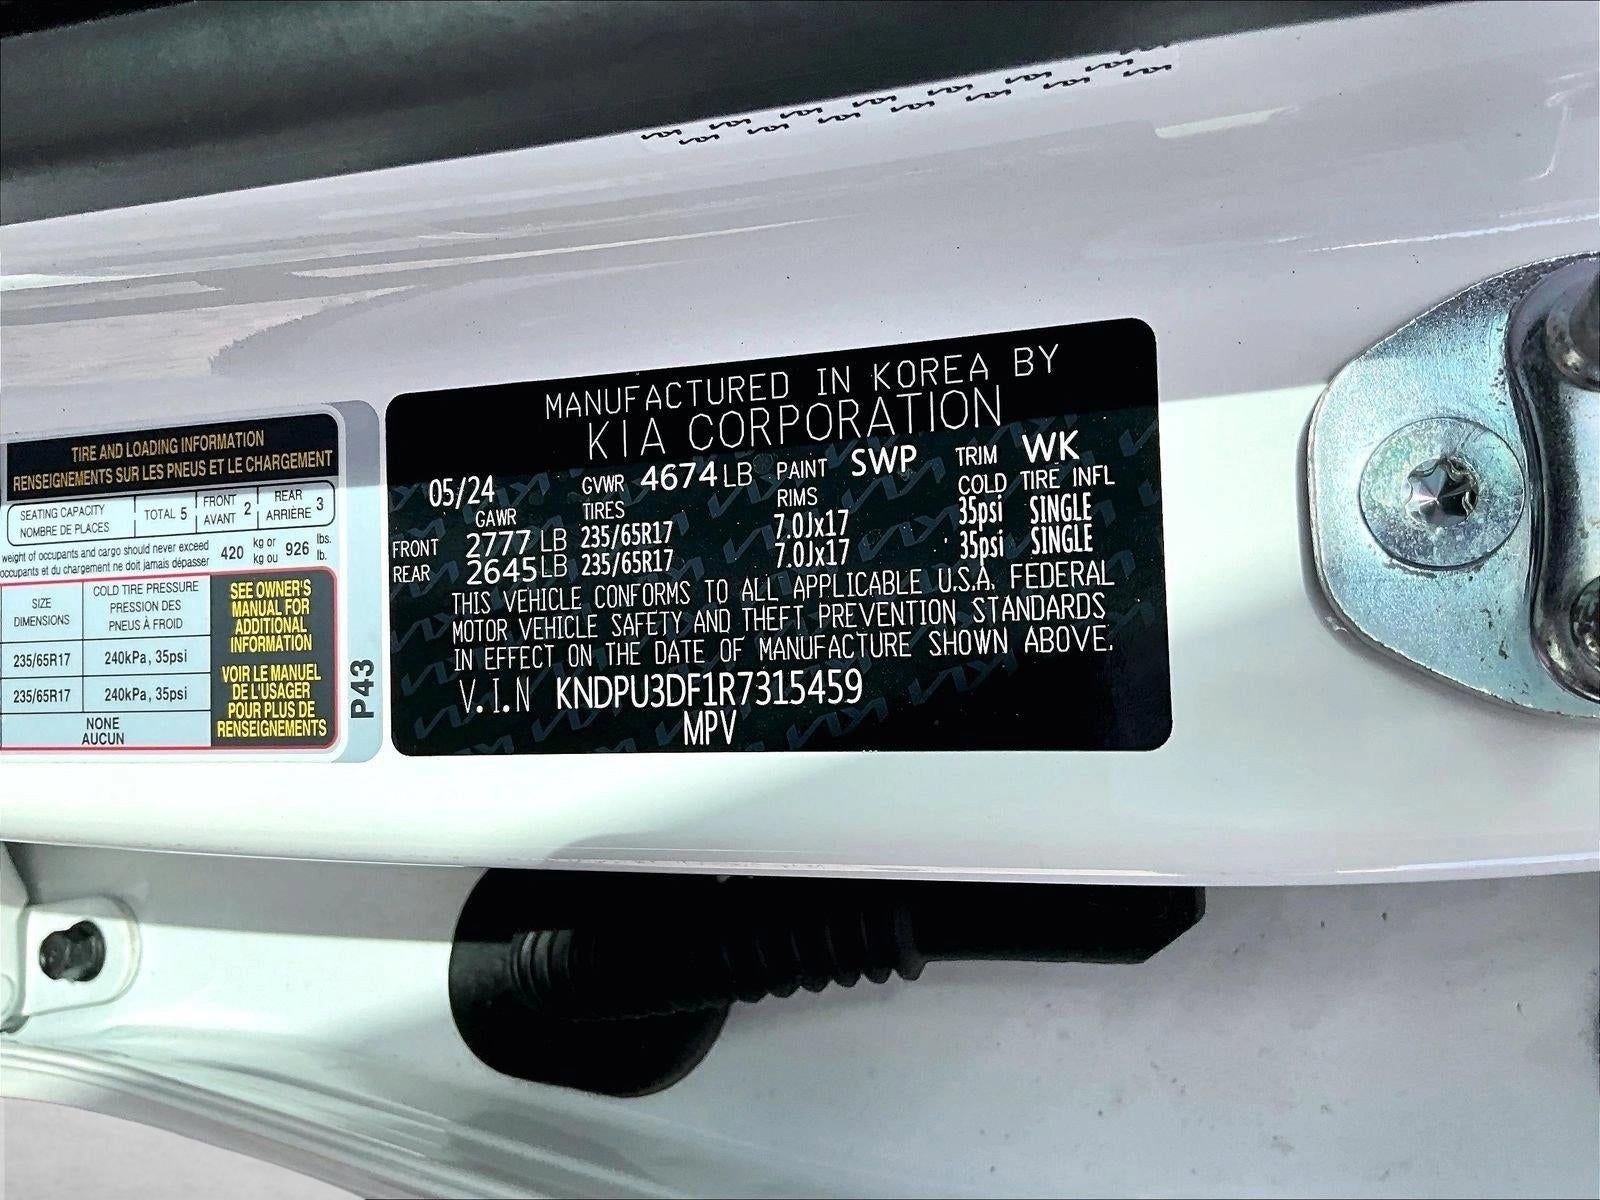 TIRE AND LOADING INFORMATION
RENSEIGNEMENTS SUR LES PNEUS ET LE CHARGEMENT
SEATING CAPACITY
NOMBRE DE PLACES
TOTAL 5
FRONT
AVANT 2
REAR
ARRIÈRE 3
weight of occupants and cargo should never exceed
occupants et du chargement ne doit jamais dépasser
420 kg or
kg ou 926 lbs.
lb.
SIZE
DIMENSIONS
COLD TIRE PRESSURE
PRESSION DES
PNEUS À FROID
235/65R17 240kPa, 35psi
235/65R17 240kPa, 35psi
NONE
AUCUN
SEE OWNER'S
MANUAL FOR
ADDITIONAL
INFORMATION
VOIR LE MANUEL
DE L'USAGER
POUR PLUS DE
RENSEIGNEMENTS
P43
MANUFACTURED IN KOREA BY
KIA CORPORATION
05/24 GVWR 4674 LB PAINT SWP TRIM WK
GAWR TIRES RIMS COLD TIRE INFL
FRONT 2777 LB 235/65R17 7.0Jx17 35psi SINGLE
REAR 2645 LB 235/65R17 7.0Jx17 35psi SINGLE
THIS VEHICLE CONFORMS TO ALL APPLICABLE U.S.A. FEDERAL
MOTOR VEHICLE SAFETY AND THEFT PREVENTION STANDARDS
IN EFFECT ON THE DATE OF MANUFACTURE SHOWN ABOVE.
V.I.N KNDPU3DF1R7315459
MPV